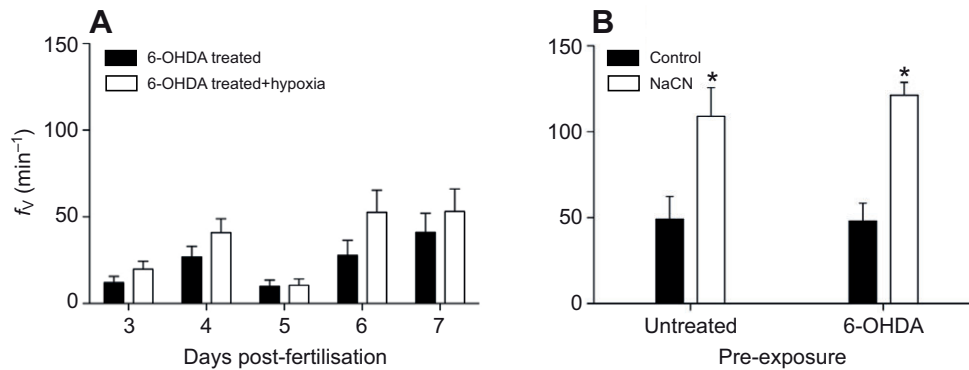 A
150
100
50
0
fV (min−1)
6-OHDA treated
6-OHDA treated+hypoxia
3 4 5 6 7
Days post-fertilisation
B
150
100
50
0
Control
NaCN
* *
Untreated 6-OHDA
Pre-exposure